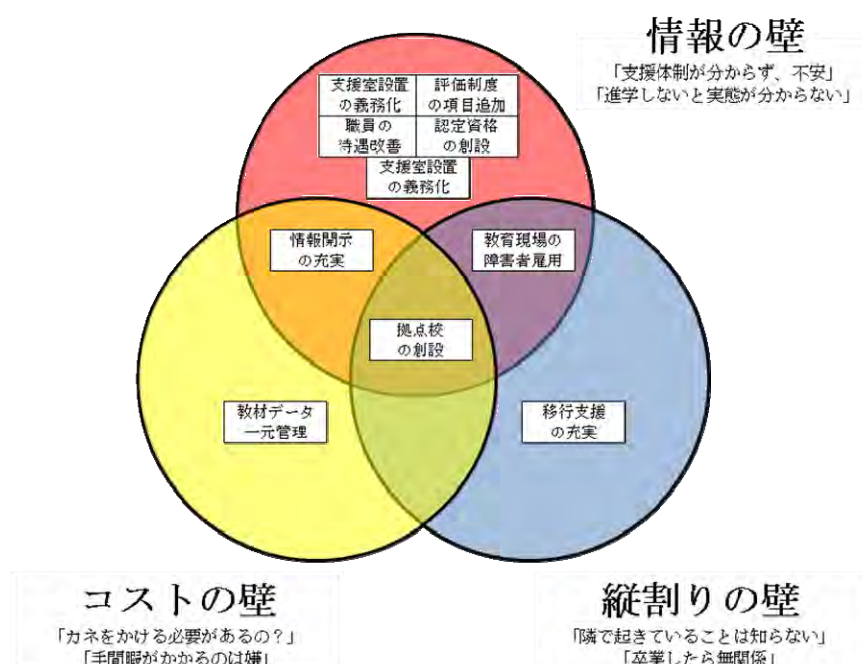 情報の壁
「支援体制が分からず、不安」
「進学しないと実態が分からない」
支援室設置
の義務化
評価制度
の項目追加
職員の
待遇改善
認定資格
の創設
支援室設置
の義務化
情報開示
の充実
教育現場の
障害者雇用
拠点校
の創設
教材データ
一元管理
移行支援
の充実
コストの壁
「カネをかける必要があるの？」
「手間暇がかかるのは嫌」
縦割りの壁
「隣で起きていることは知らない」
「卒業したら無関係」